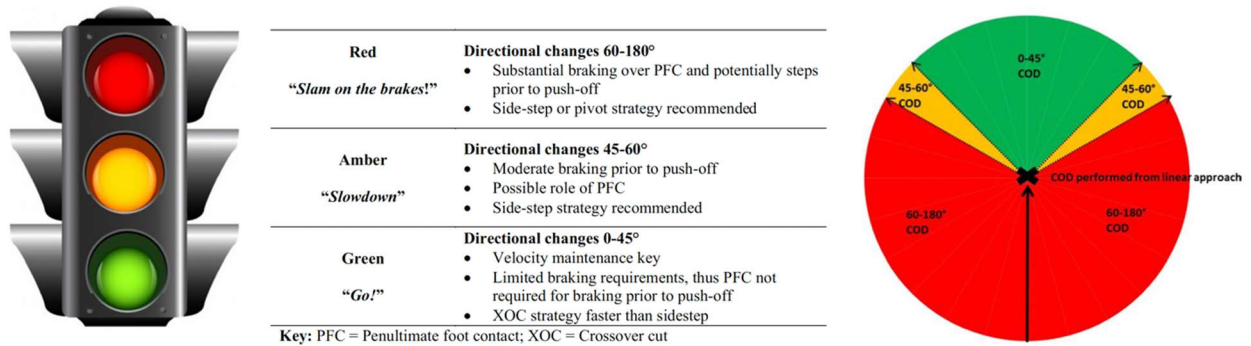 Red
“Slam on the brakes!”
Directional changes 60-180°
• Substantial braking over PFC and potentially steps
prior to push-off
• Side-step or pivot strategy recommended
Amber
“Slowdown”
Directional changes 45-60°
• Moderate braking prior to push-off
• Possible role of PFC
• Side-step strategy recommended
Green
“Go!”
Directional changes 0-45°
• Velocity maintenance key
• Limited braking requirements, thus PFC not
required for braking prior to push-off
• XOC strategy faster than sidestep
Key: PFC = Penultimate foot contact; XOC = Crossover cut
0-45°
COD
45-60°
COD
45-60°
COD
COD performed from linear approach
60-180°
COD
60-180°
COD